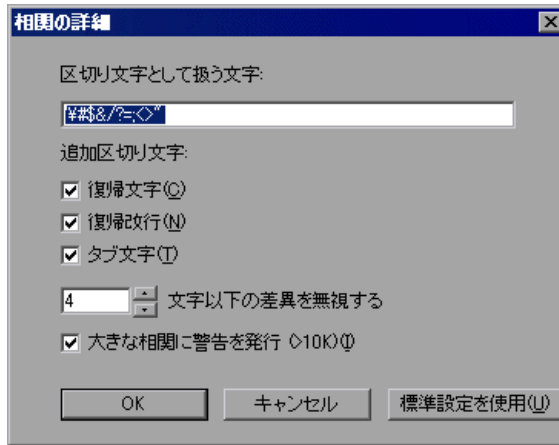 相関の詳細
区切り文字として扱う文字:
'¥#$&/?=;<>"
追加区切り文字:
復帰文字(C)
復帰改行(N)
タブ文字(T)
4 文字以下の差異を無視する
大きな相関に警告を発行 (>10K)(I)
OK キャンセル 標準設定を使用(U)